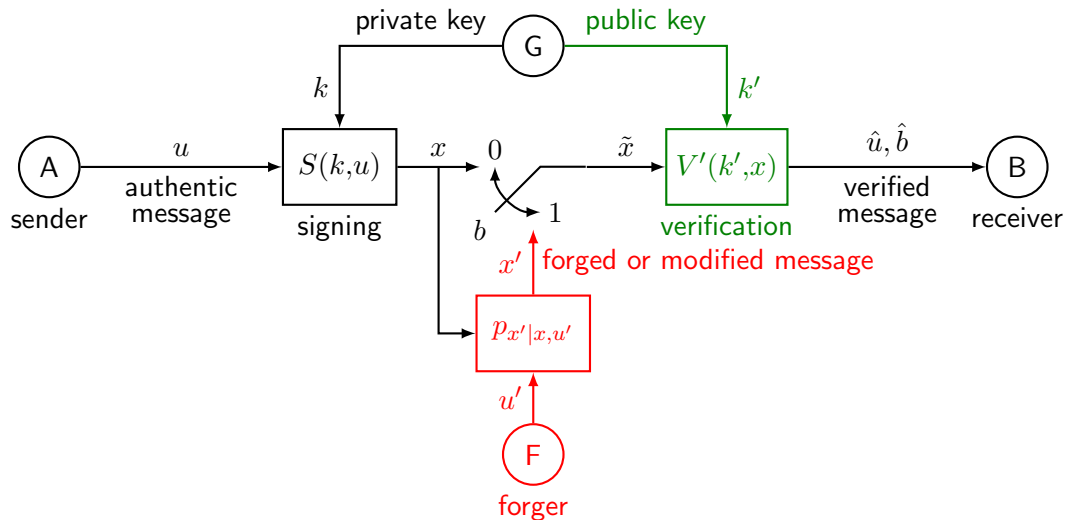 private key
G
public key
k
k′
A
u
S(k,u)
x
0
x̃
V′(k′,x)
û, b̂
B
authentic
message
sender
signing
b
1
verification
verified
message
receiver
x′
forged or modified message
p_{x′|x,u′}
u′
F
forger